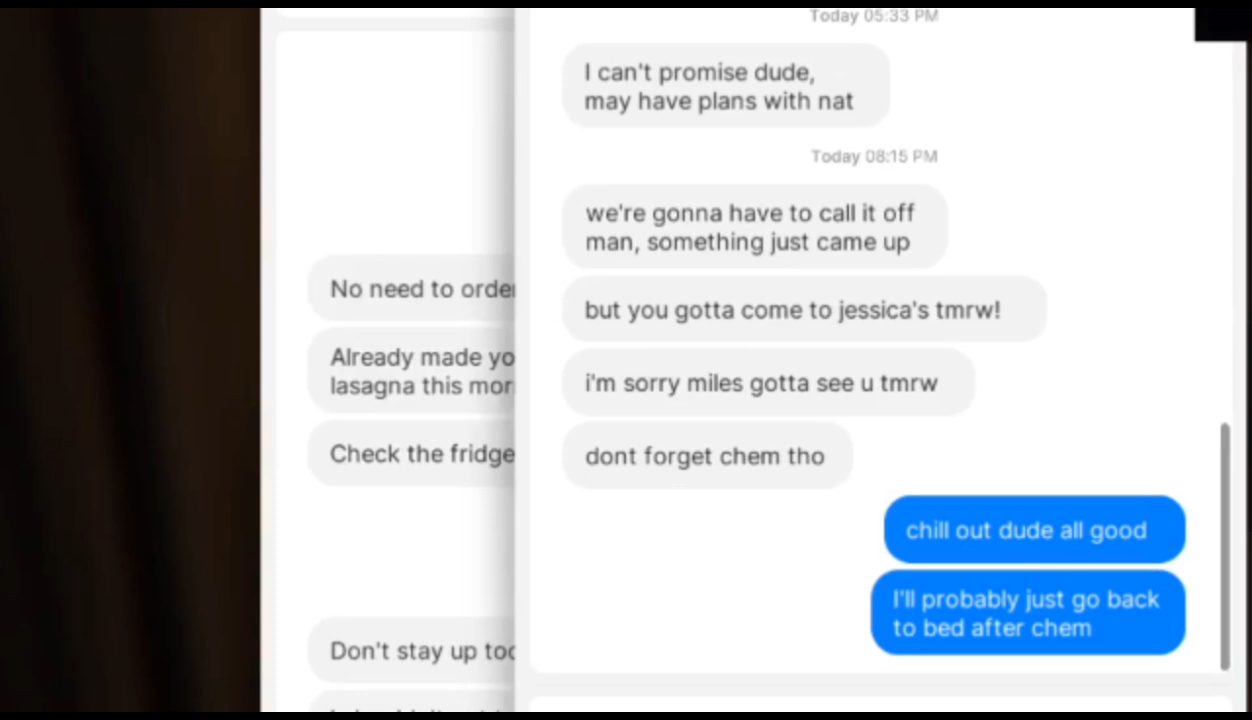 No need to order
Already made yo
lasagna this mor
Check the fridge
Don't stay up too
Today 05:33 PM
I can't promise dude,
may have plans with nat
Today 08:15 PM
we're gonna have to call it off
man, something just came up
but you gotta come to jessica's tmrw!
i'm sorry miles gotta see u tmrw
dont forget chem tho
chill out dude all good
I'll probably just go back
to bed after chem